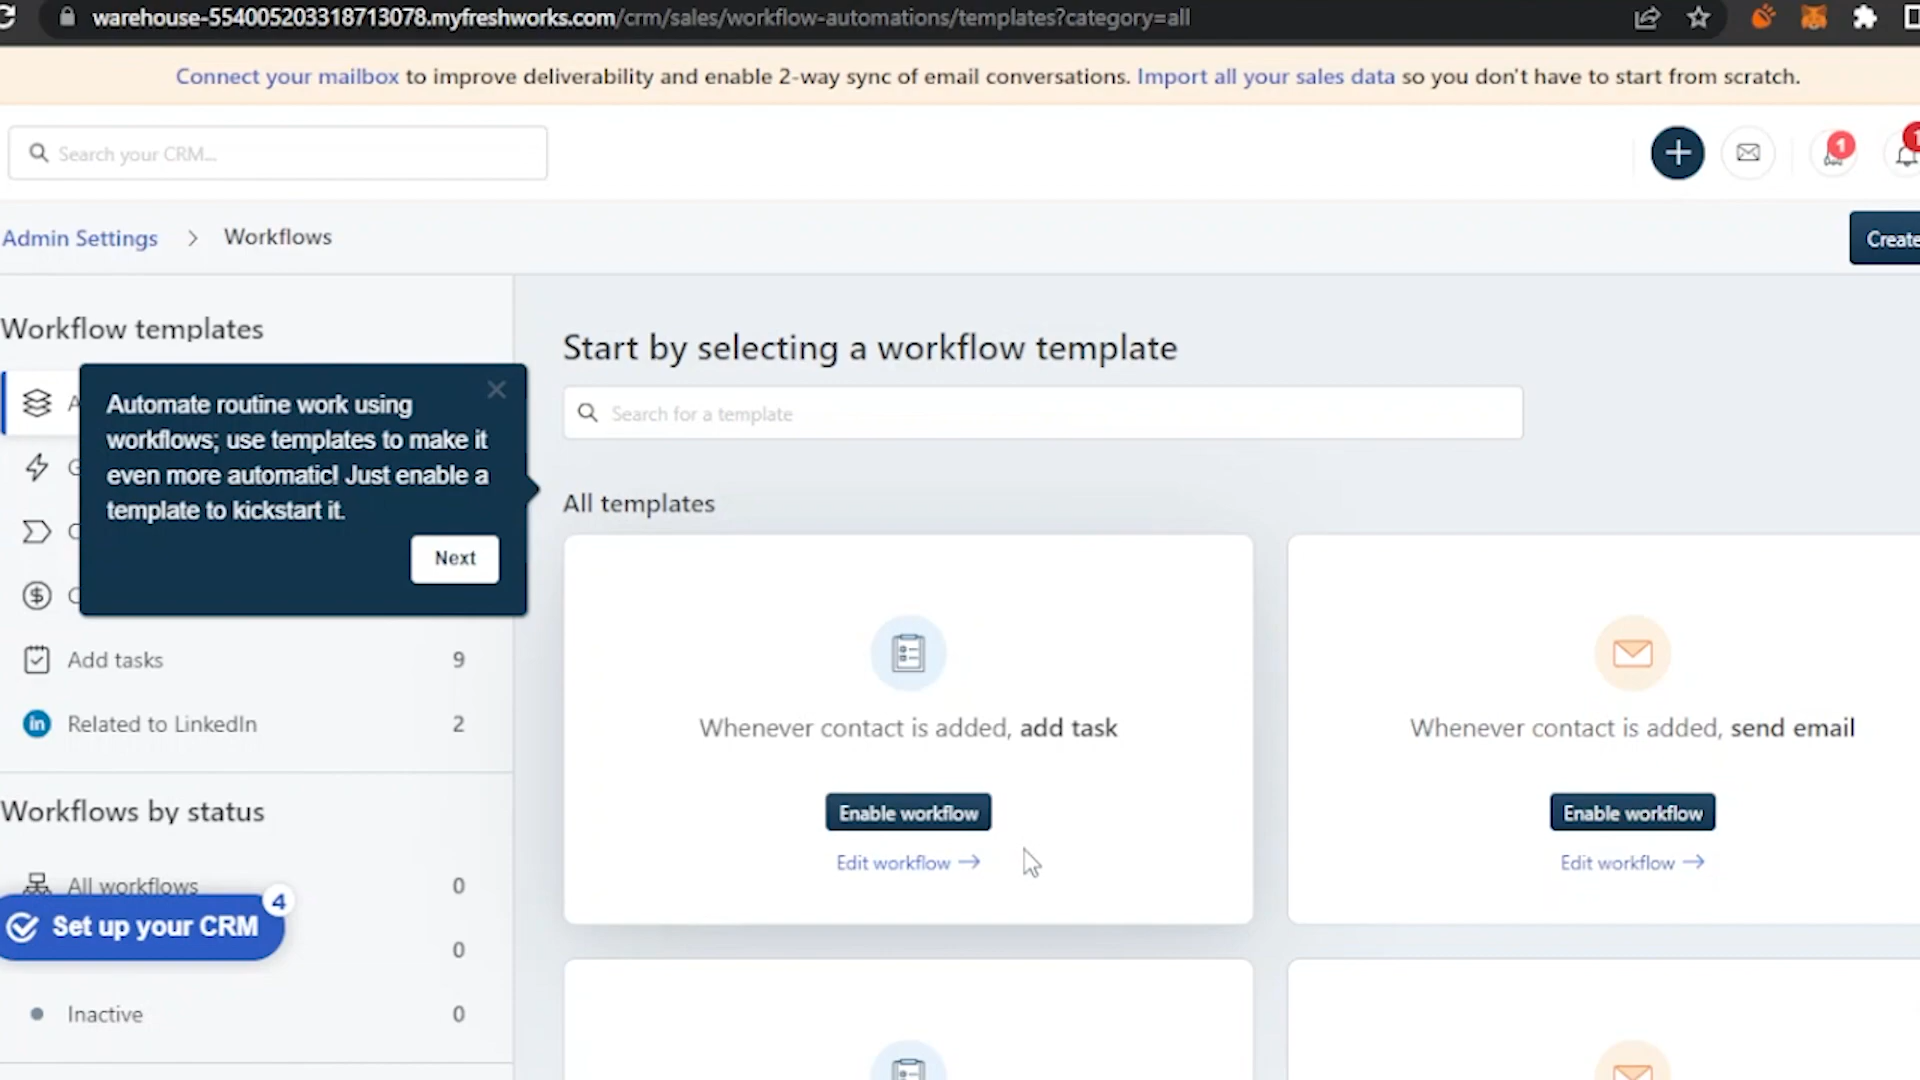 warehouse-554005203318713078.myfreshworks.com/crm/sales/workflow-automations/templates?category=all
Connect your mailbox to improve deliverability and enable 2-way sync of email conversations. Import all your sales data so you don't have to start from scratch.
Search your CRM...
1
1
Admin Settings > Workflows
Create
Workflow templates
Automate routine work using
workflows; use templates to make it
even more automatic! Just enable a
template to kickstart it.
Next
Add tasks 9
Related to LinkedIn 2
Workflows by status
All workflows 0
4
Set up your CRM
0
Inactive 0
Start by selecting a workflow template
Search for a template
All templates
Whenever contact is added, add task
Enable workflow
Edit workflow →
Whenever contact is added, send email
Enable workflow
Edit workflow →